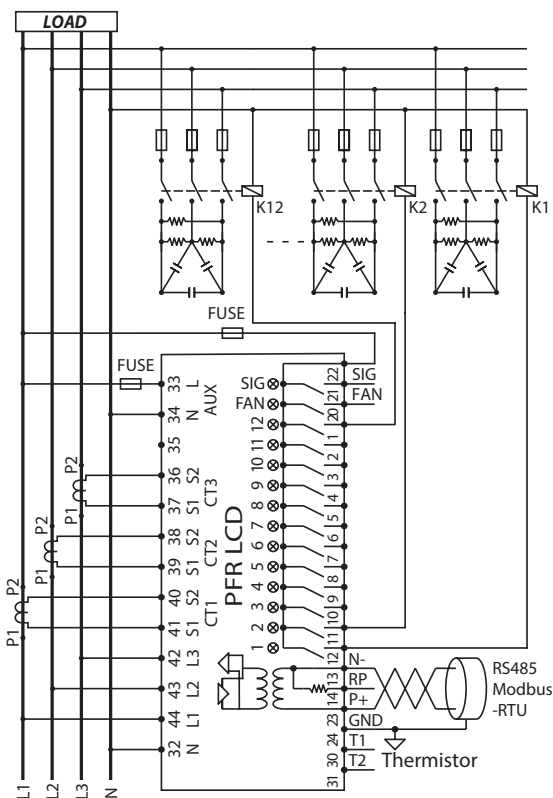 LOAD
K12
K2
K1
FUSE
FUSE
33 L
34 N
AUX
35
36 S2
37 S1
CT3
38 S2
39 S1
CT2
40 S2
41 S1
CT1
42 L3
43 L2
44 L1
32 N
P2
P1
P2
P1
P2
P1
PFR LCD
SIG
FAN
12
11
10
9
8
7
6
5
4
3
2
1
22 SIG
21 FAN
20
1
2
3
4
5
6
7
8
9
10
11
12 N-
13 RP
14 P+
23 GND
24 T1
30 T2
31
RS485
Modbus
-RTU
Thermistor
L1
L2
L3
N